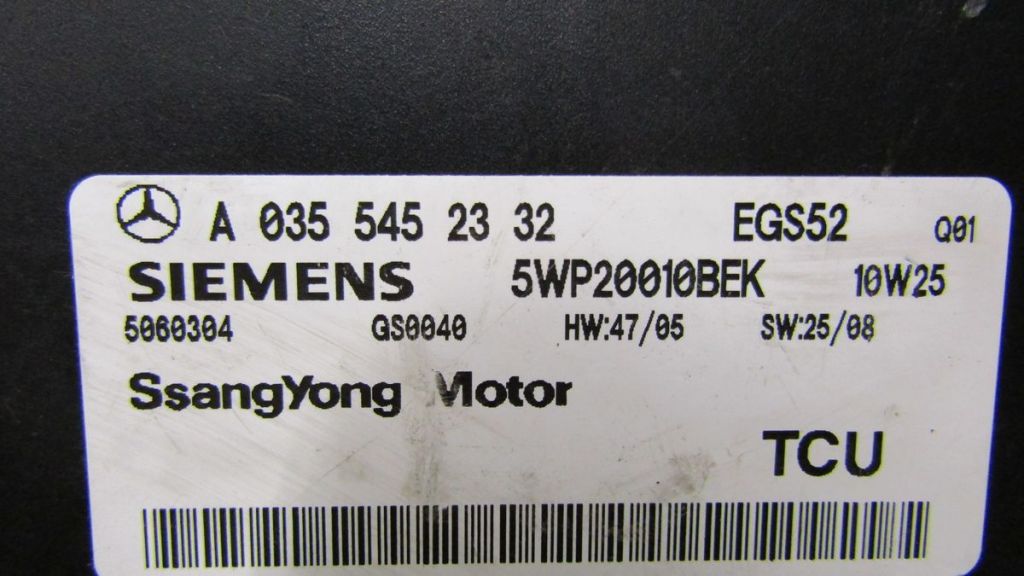 A 035 545 23 32 EGS52 Q01
SIEMENS 5WP20010BEK 10W25
5060304 GS0040 HW:47/05 SW:25/08
SsangYong Motor
TCU